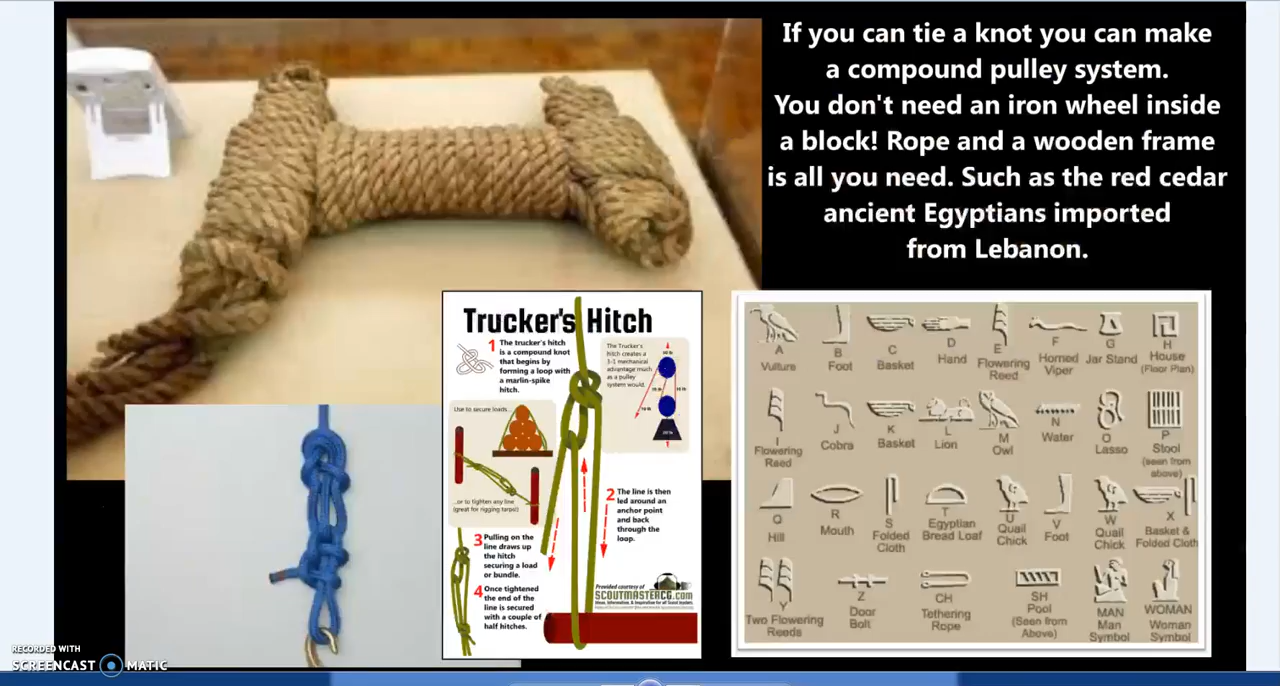 If you can tie a knot you can make
a compound pulley system.
You don't need an iron wheel inside
a block! Rope and a wooden frame
is all you need. Such as the red cedar
ancient Egyptians imported
from Lebanon.
Trucker's Hitch
1 The trucker's hitch
is a compound knot
that begins by
forming a loop with
a marlin-spike
hitch.
The Trucker's
hitch creates a
3-1 mechanical
advantage much
as a pulley
system would.
Use to secure loads...
...or to tighten any line
(great for rigging tarps!)
2 The line is then
led around an
anchor point
and back
through the
loop.
3 Pulling on the
line draws up
the hitch
securing a load
or bundle.
4 Once tightened
the end of the
line is secured
with a couple of
half hitches.
Provided courtesy of
SCOUTMASTERCG.com
A
Vulture
B
Foot
C
Basket
D
Hand
E
Flowering
Reed
F
Horned
Viper
G
Jar Stand
H
House
(Floor Plan)
I
Flowering
Reed
J
Cobra
K
Basket
L
Lion
M
Owl
N
Water
O
Lasso
P
Stool
(seen from
above)
Q
Hill
R
Mouth
S
Folded
Cloth
T
Egyptian
Bread Loaf
U
Quail
Chick
V
Foot
W
Quail
Chick
X
Basket &
Folded Cloth
Y
Two Flowering
Reeds
Z
Door
Bolt
CH
Tethering
Rope
SH
Pool
(Seen from
Above)
MAN
Man
Symbol
WOMAN
Woman
Symbol
RECORDED WITH
SCREENCAST MATIC